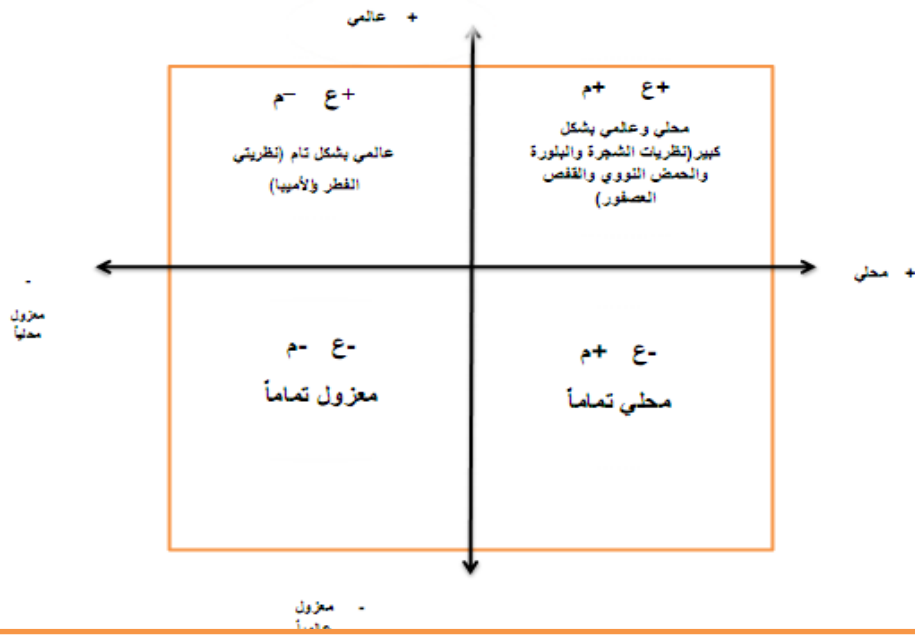 + عالمي
+ع +م
محلي وعالمي بشكل
كبير(نظريات الشجرة والبلورة
والحمض النووي والقفص
العصفور)
+ع –م
عالمي بشكل تام (نظريتي
الفطر والأميبا)
+ محلي
-
معزول
محلياً
-ع +م
محلي تماماً
-ع -م
معزول تماماً
- معزول
عالمياً